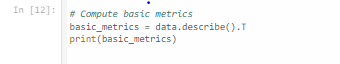 In [12]:
# Compute basic metrics
basic_metrics = data.describe().T
print(basic_metrics)